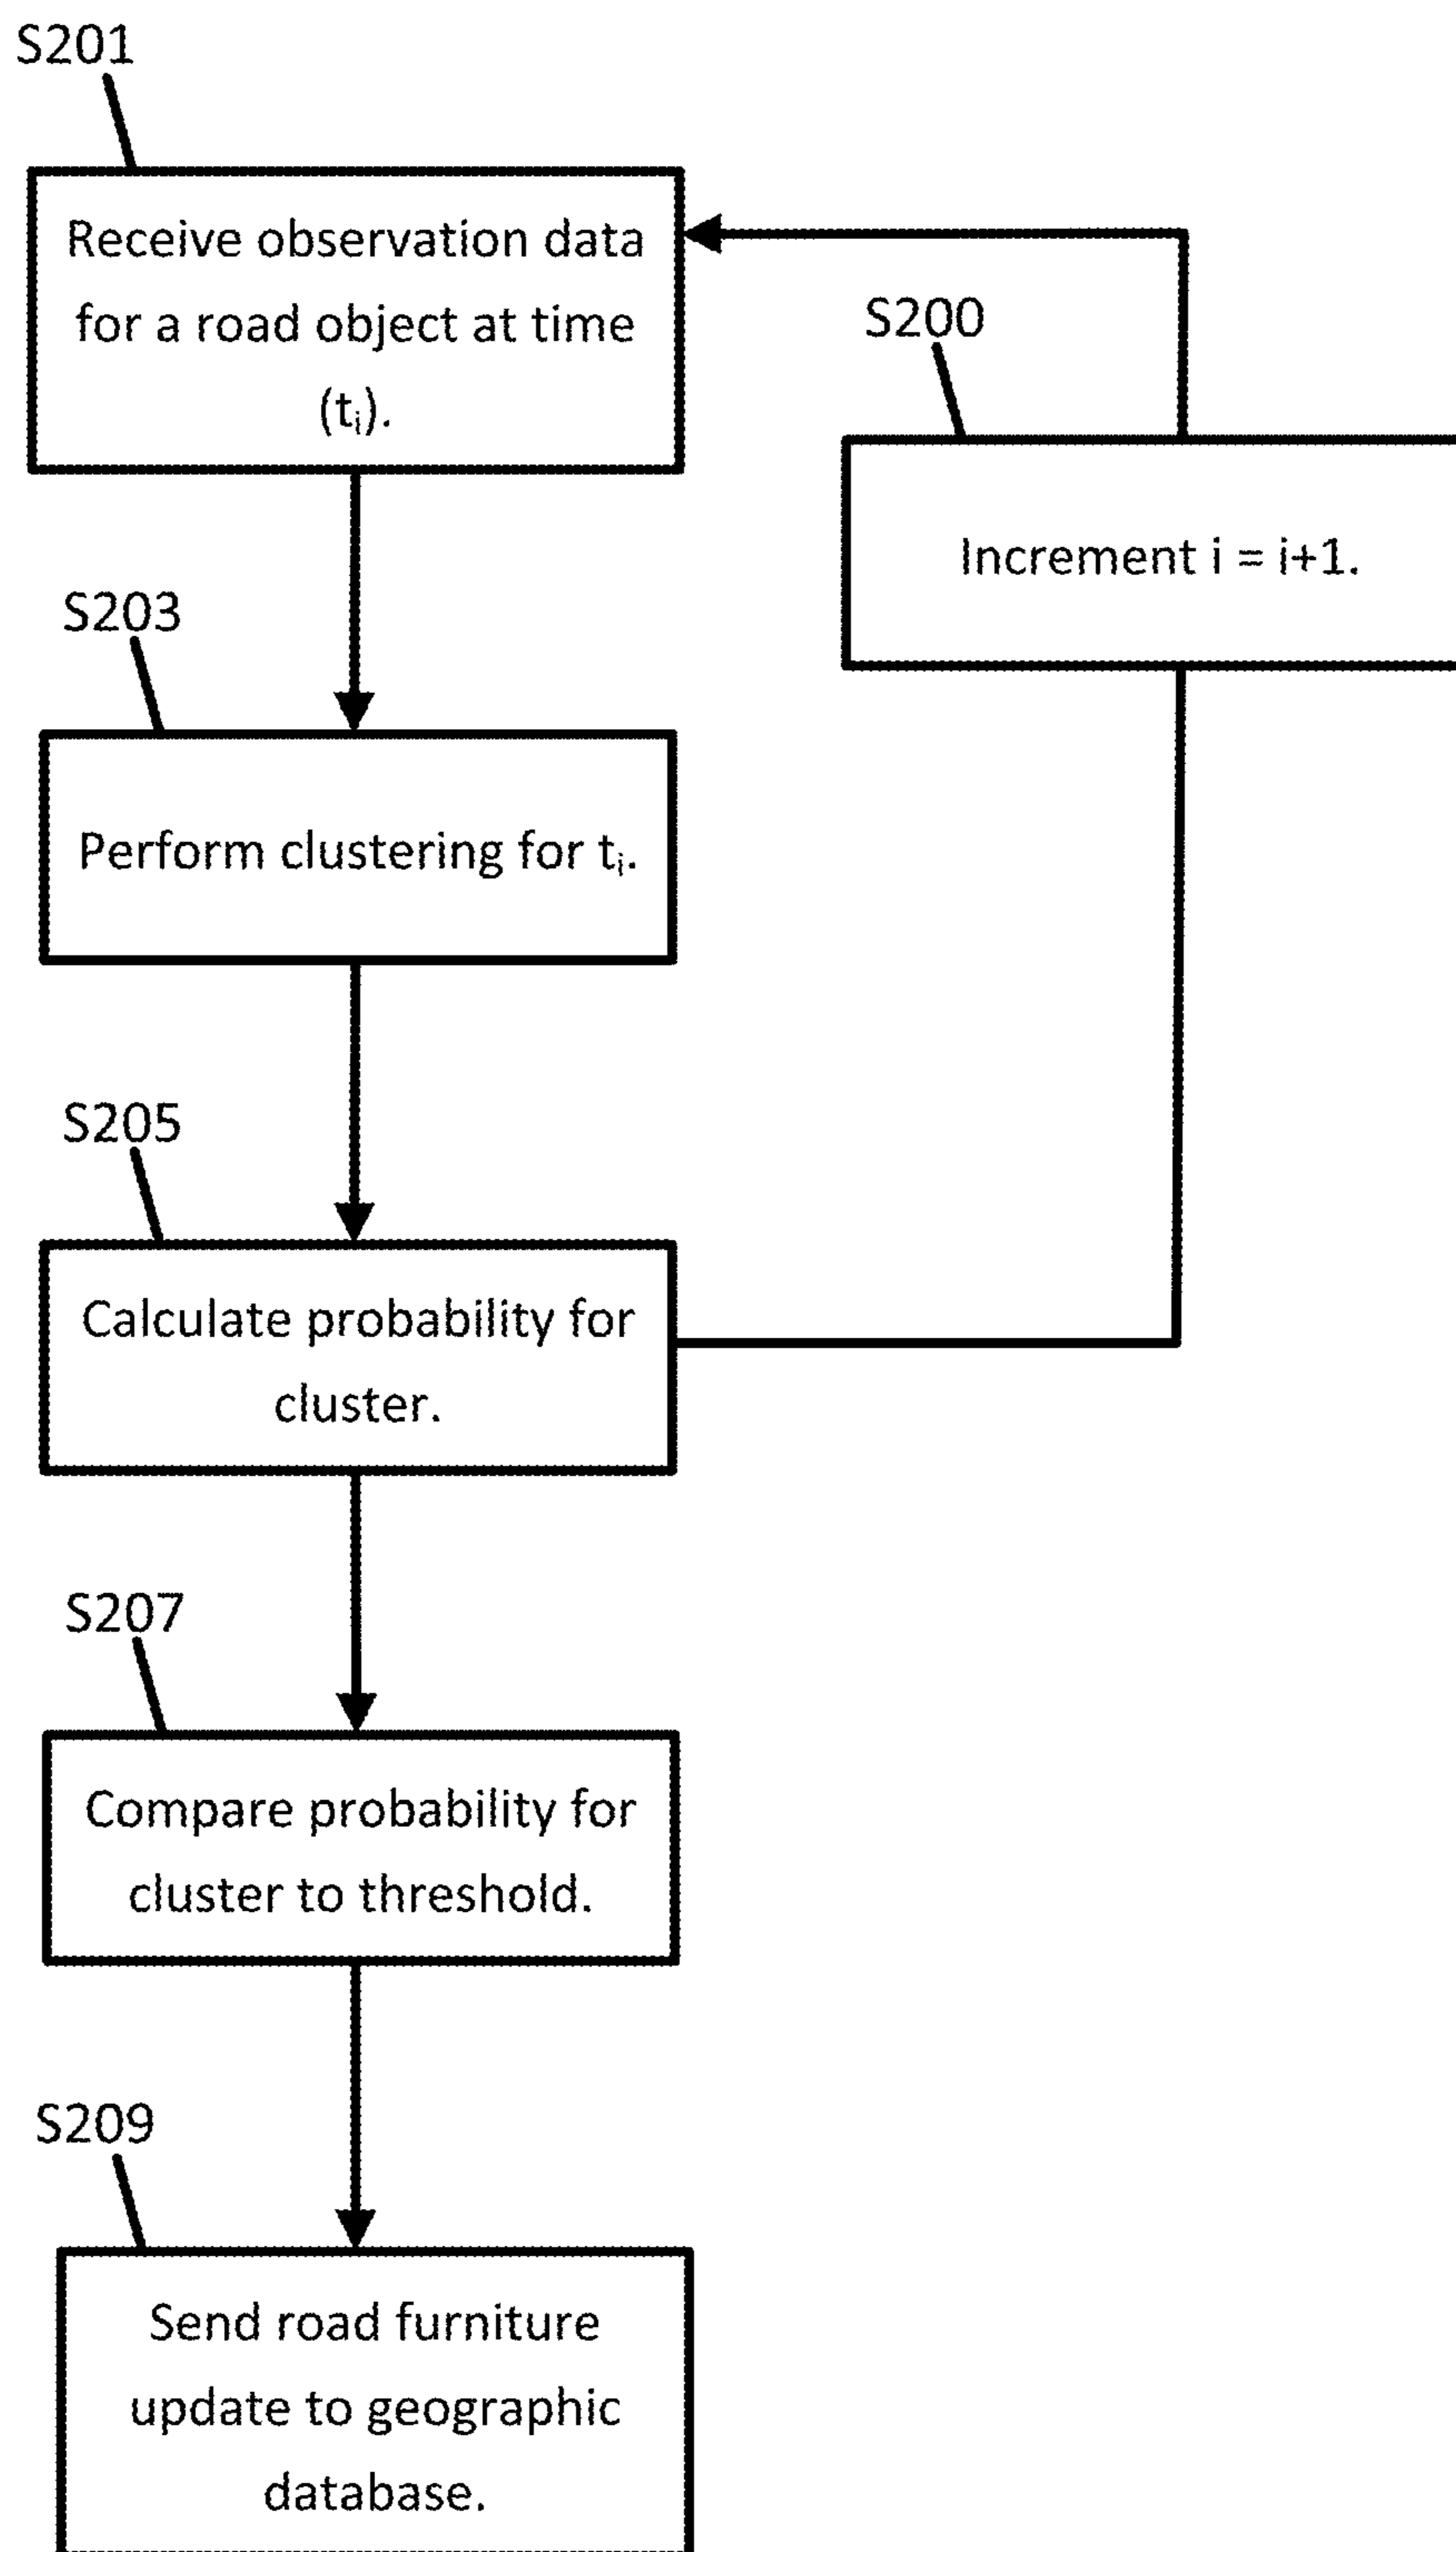 S201
Receive observation data
for a road object at time
(tᵢ).
S200
Increment i = i+1.
S203
Perform clustering for tᵢ.
S205
Calculate probability for
cluster.
S207
Compare probability for
cluster to threshold.
S209
Send road furniture
update to geographic
database.